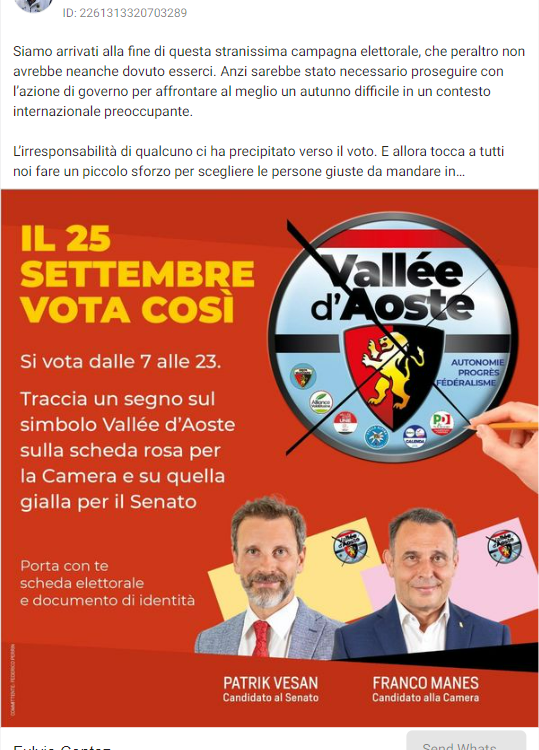 ID: 2261313320703289
Siamo arrivati alla fine di questa stranissima campagna elettorale, che peraltro non
avrebbe neanche dovuto esserci. Anzi sarebbe stato necessario proseguire con
l'azione di governo per affrontare al meglio un autunno difficile in un contesto
internazionale preoccupante.
L'irresponsabilità di qualcuno ci ha precipitato verso il voto. E allora tocca a tutti
noi fare un piccolo sforzo per scegliere le persone giuste da mandare in...
IL 25
SETTEMBRE
VOTA COSÌ
Si vota dalle 7 alle 23.
Traccia un segno sul
simbolo Vallée d'Aoste
sulla scheda rosa per
la Camera e su quella
gialla per il Senato
Porta con te
scheda elettorale
e documento di identità
Vallée
d'Aoste
AUTONOMIE
PROGRÈS
FÉDÉRALISME
PD
PATRIK VESAN
Candidato al Senato
FRANCO MANES
Candidato alla Camera
Send Whats...